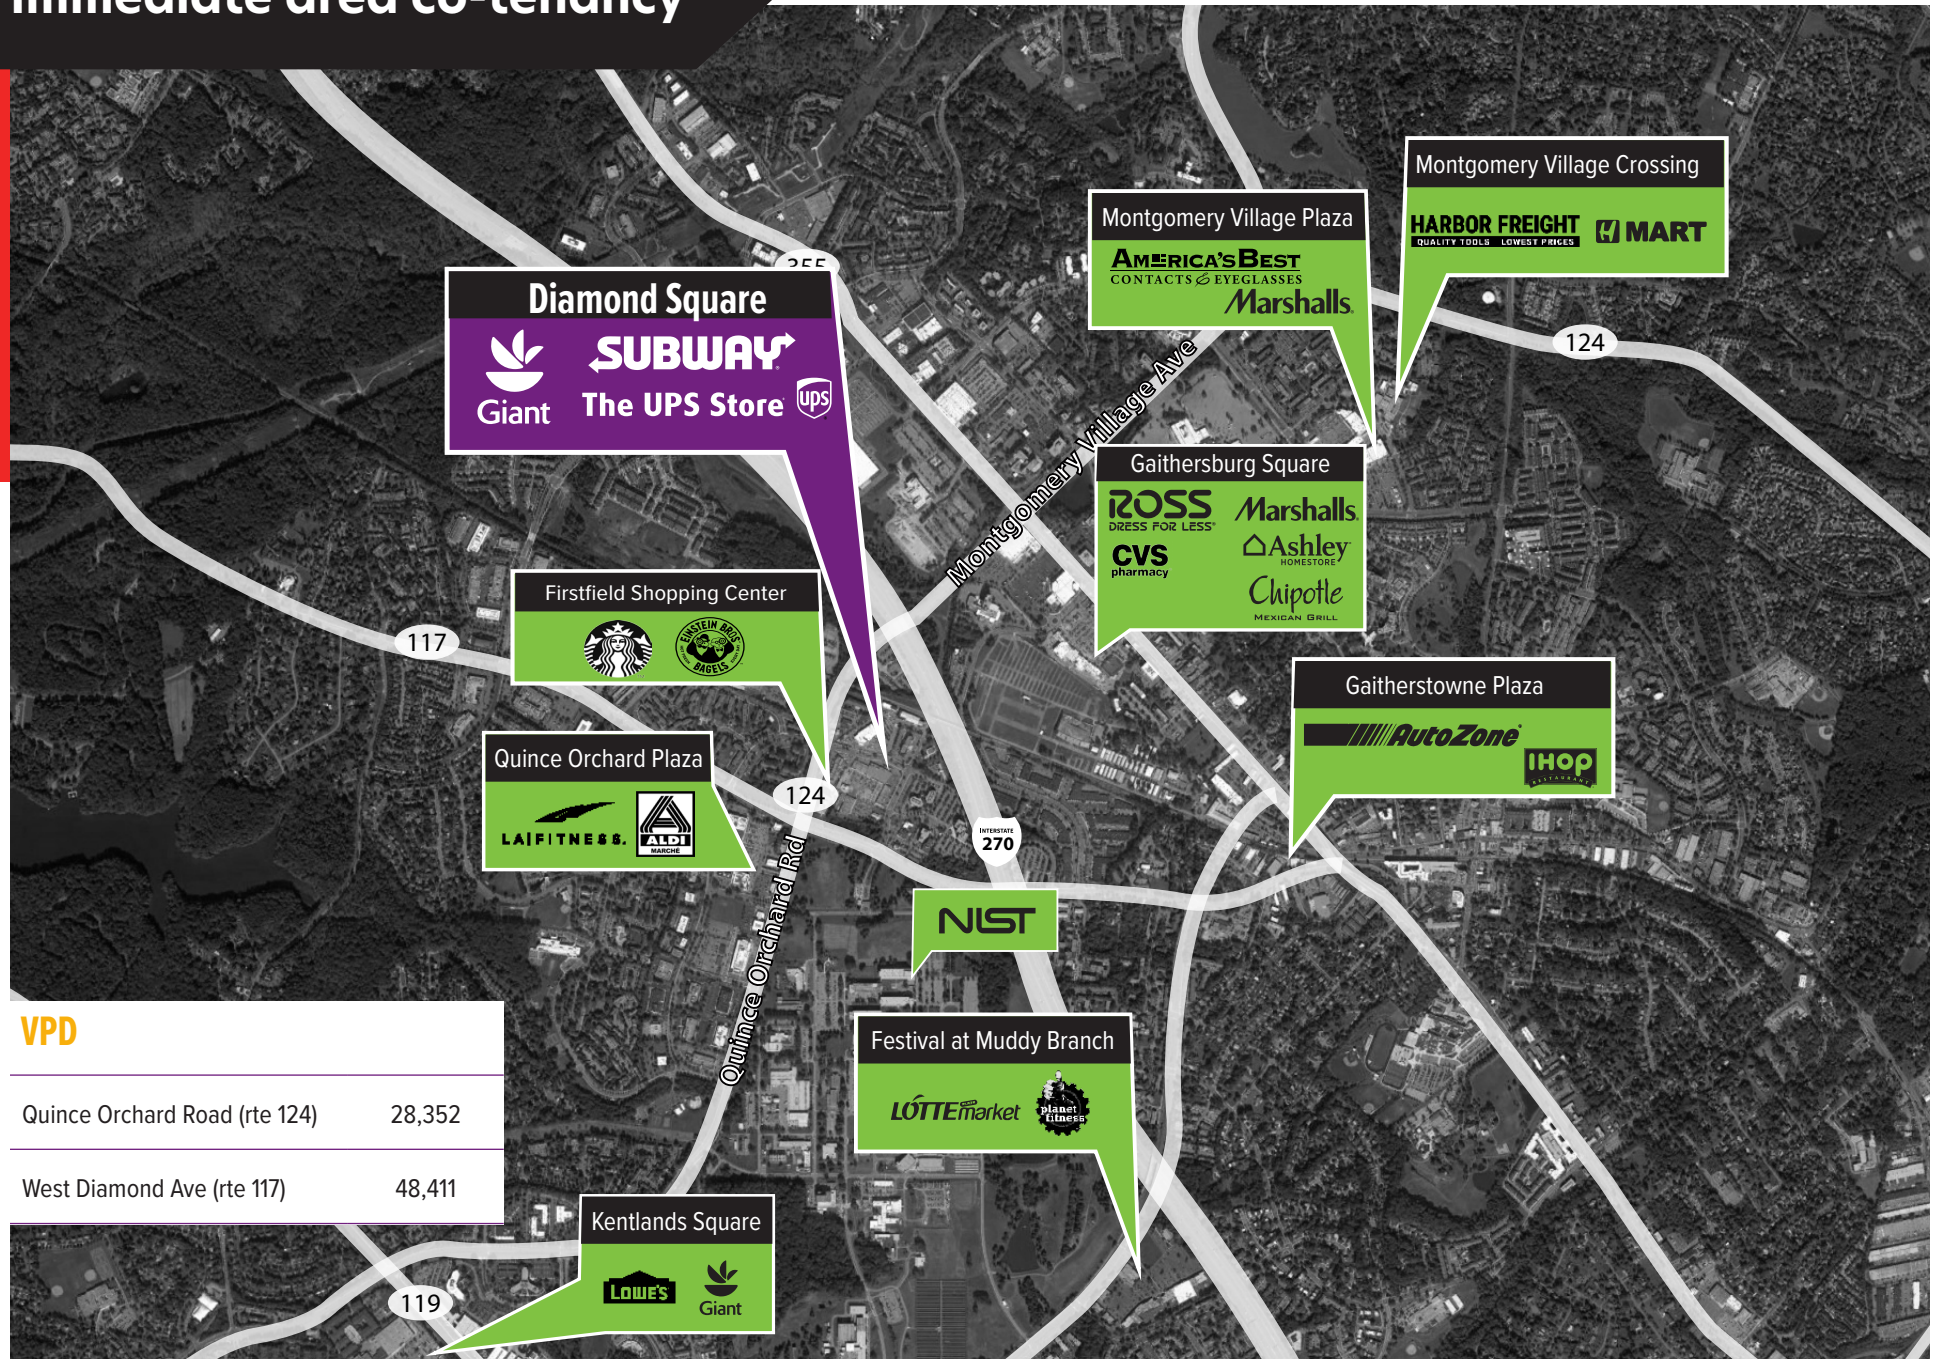 immediate area co-tenancy
Montgomery Village Crossing
HARBOR FREIGHT
QUALITY TOOLS LOWEST PRICES
H MART
Montgomery Village Plaza
AMERICA'S BEST
CONTACTS & EYEGLASSES
Marshalls.
355
124
Diamond Square
Giant
SUBWAY
The UPS Store
ups
Montgomery Village Ave
Gaithersburg Square
ROSS
DRESS FOR LESS
Marshalls.
CVS
pharmacy
Ashley
HOMESTORE
Chipotle
MEXICAN GRILL
Firstfield Shopping Center
EINSTEIN BROS
BAGELS
117
Gaitherstowne Plaza
AutoZone
IHOP
RESTAURANT
Quince Orchard Plaza
LA|FITNESS.
ALDI
MARCHÉ
124
INTERSTATE
270
Quince Orchard Rd
NIST
Festival at Muddy Branch
LOTTE market
planet
fitness
VPD
Quince Orchard Road (rte 124) 28,352
West Diamond Ave (rte 117) 48,411
Kentlands Square
LOWE'S
Giant
119